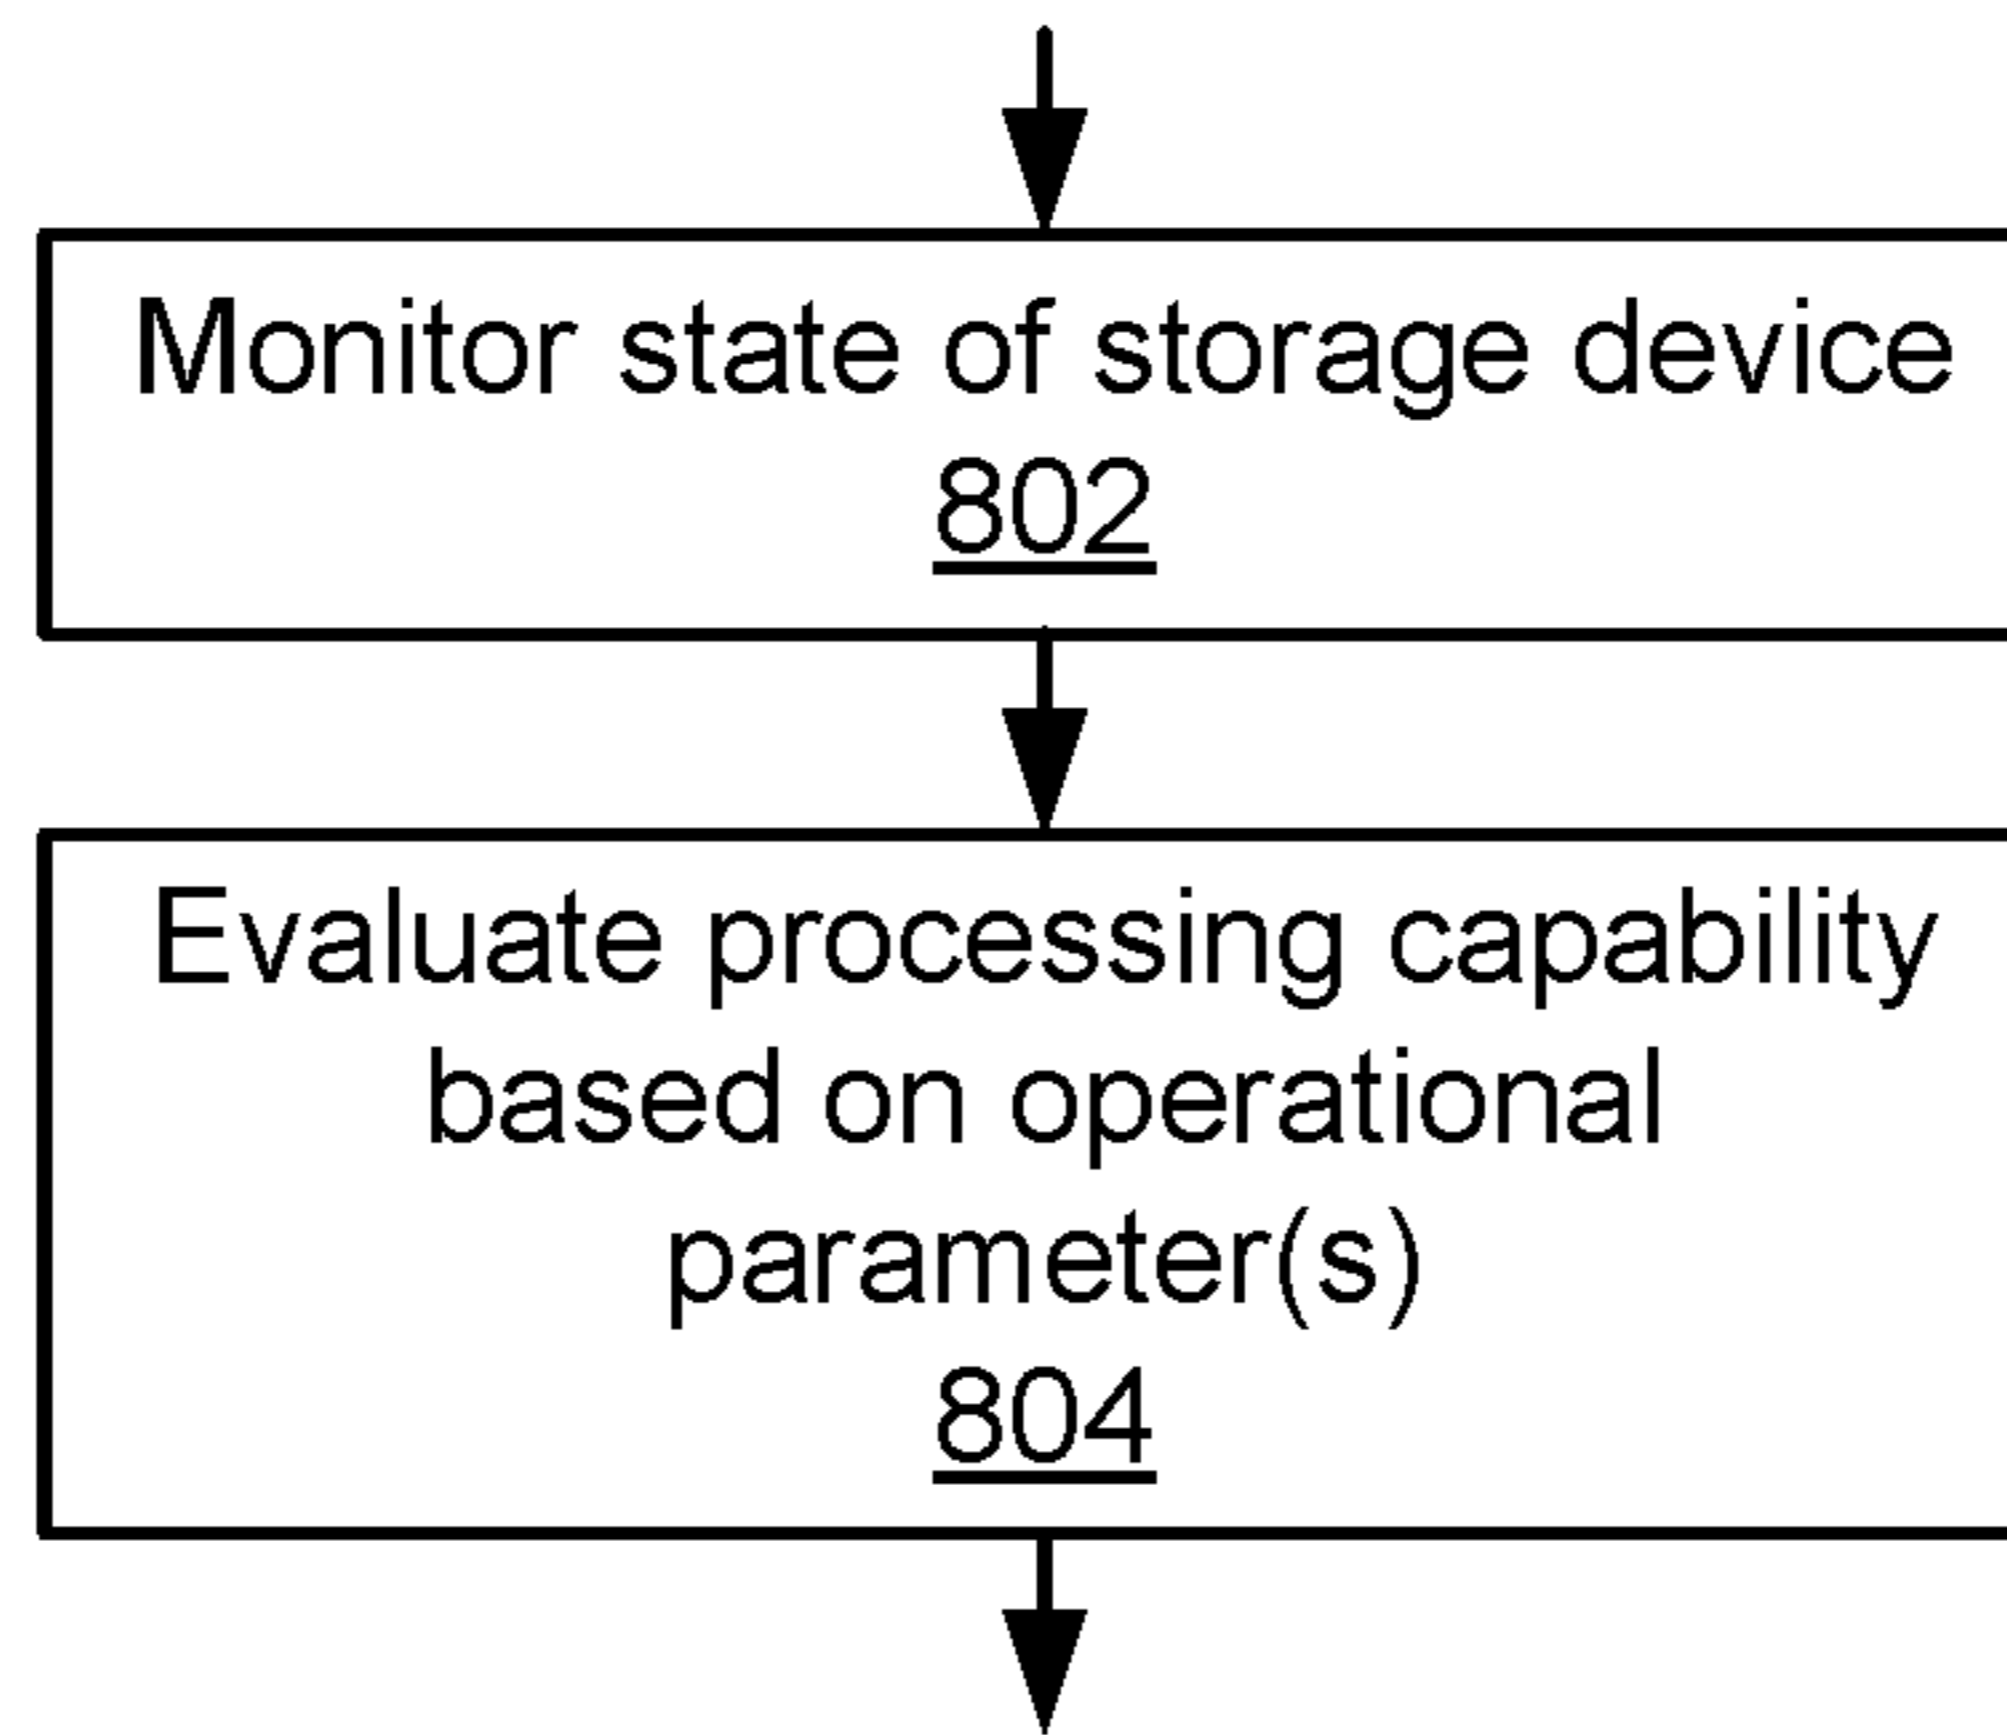 Monitor state of storage device
802
Evaluate processing capability
based on operational
parameter(s)
804